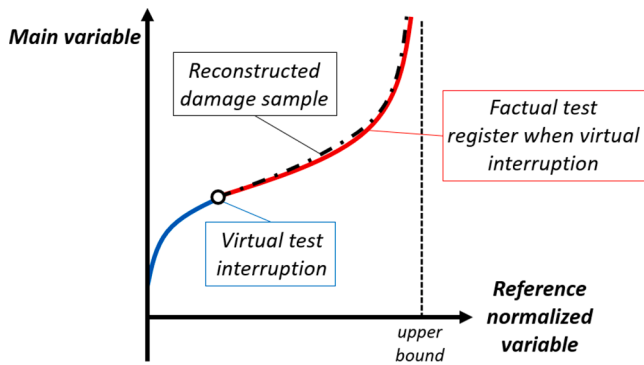 Main variable
Reconstructed
damage sample
Factual test
register when virtual
interruption
Virtual test
interruption
Reference
normalized
variable
upper
bound